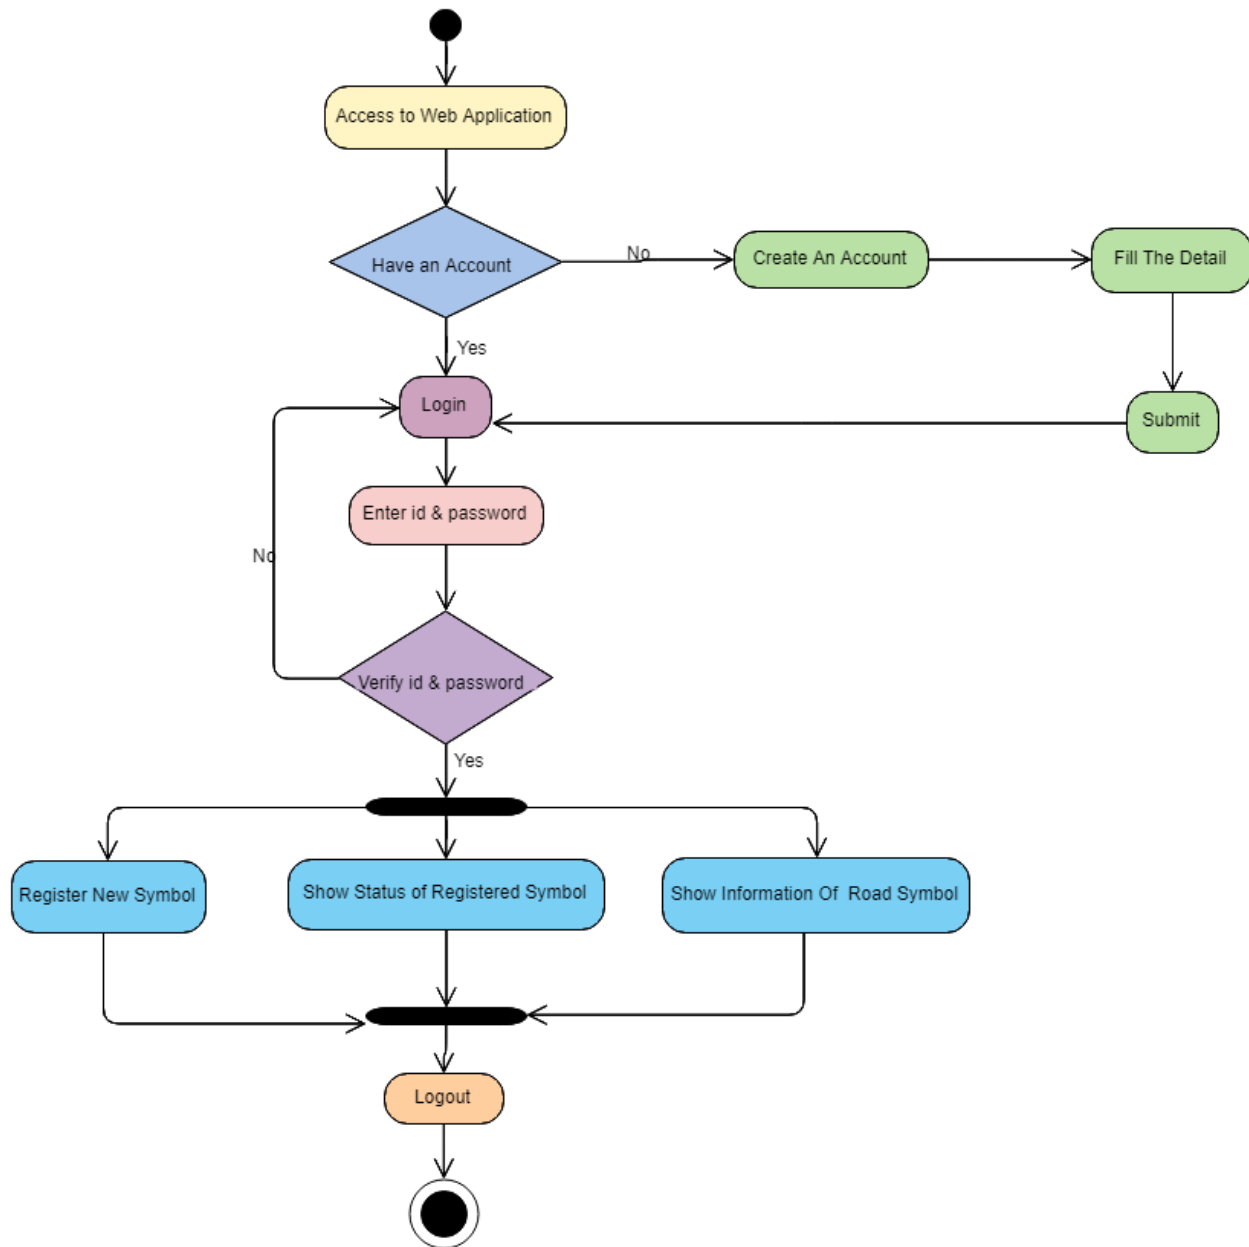 Access to Web Application
Have an Account
No
Create An Account
Fill The Detail
Yes
Login
Submit
Enter id & password
No
Verify id & password
Yes
Register New Symbol
Show Status of Registered Symbol
Show Information Of  Road Symbol
Logout